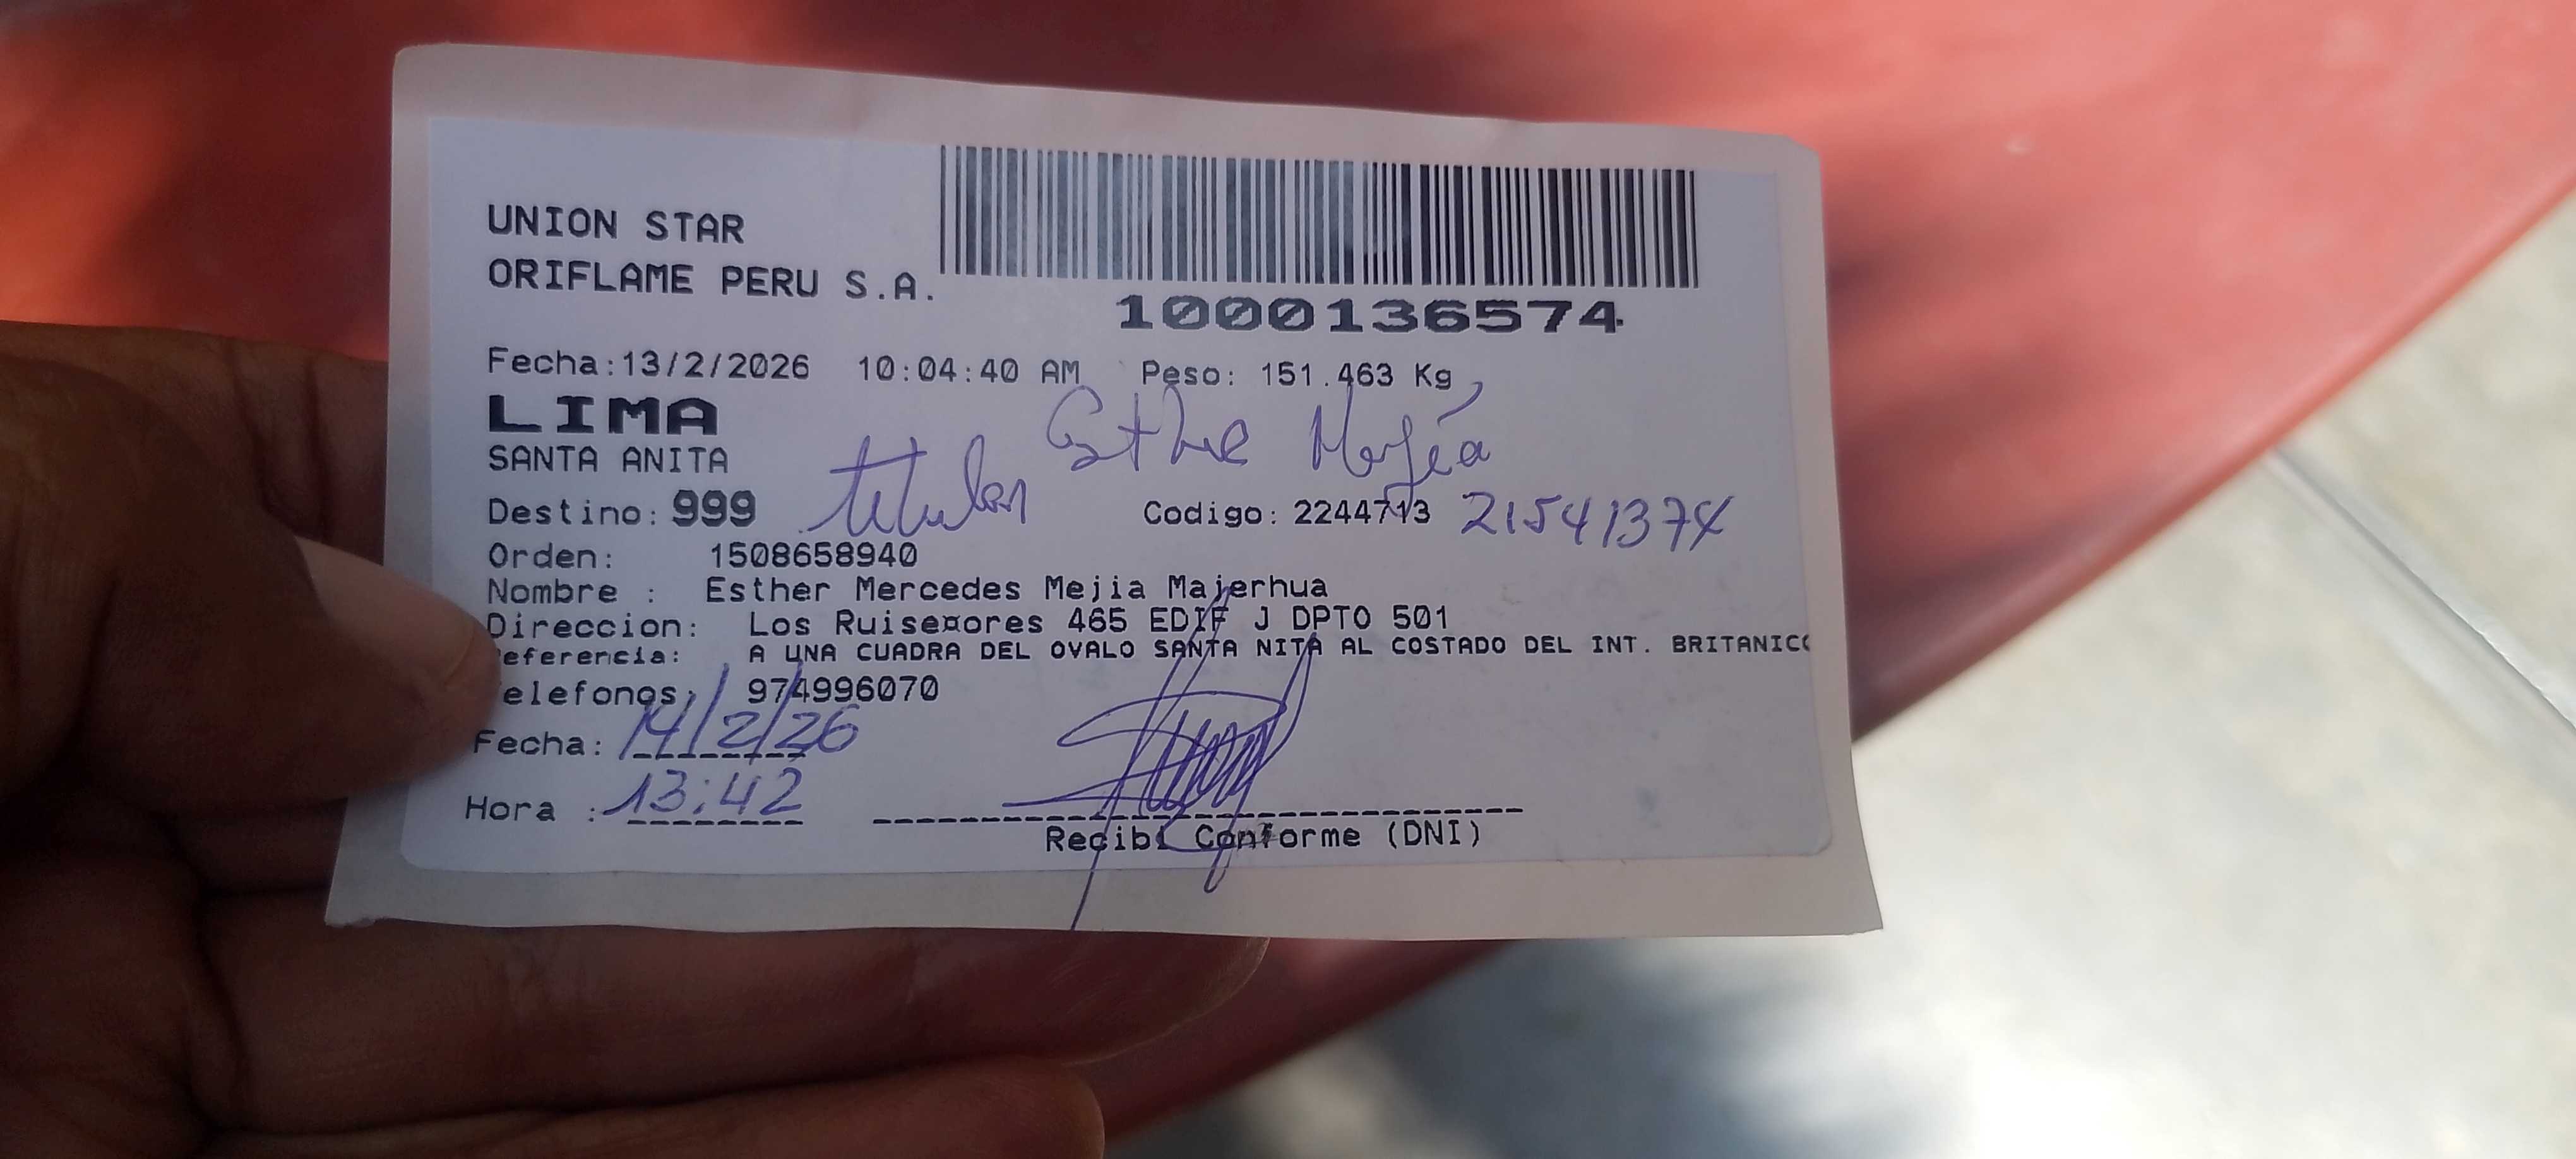 UNION STAR
ORIFLAME PERU S.A.
1000136574
Fecha:13/2/2026 10:04:40 AM Peso: 151.463 Kg
LIMA
Esthe Mejía
SANTA ANITA
titular
Destino: 999 Codigo: 2244713 21541374
Orden: 1508658940
Nombre : Esther Mercedes Mejia Majerhua
Direccion: Los Ruise¤ores 465 EDIF J DPTO 501
eferencia: A UNA CUADRA DEL OVALO SANTA NITA AL COSTADO DEL INT. BRITANICO
elefonos: 974996070
Fecha: 14/2/26
Hora : 13:42
Recibi Conforme (DNI)